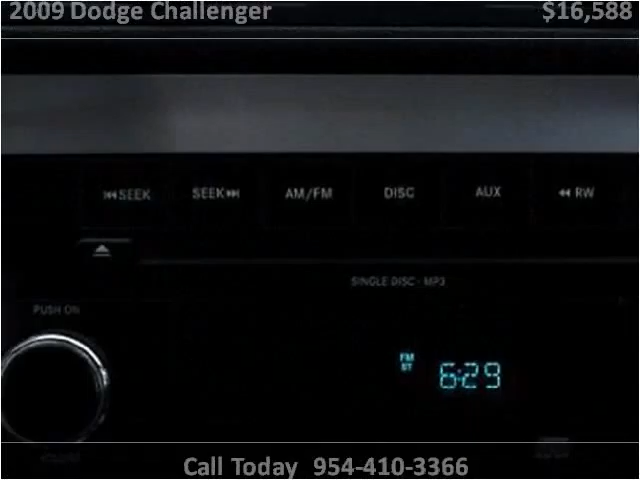 2009 Dodge Challenger $16,588
⏮SEEK SEEK⏭ AM/FM DISC AUX ◀◀ RW
SINGLE DISC - MP3
PUSH ON
FM
ST
6:29
Call Today 954-410-3366